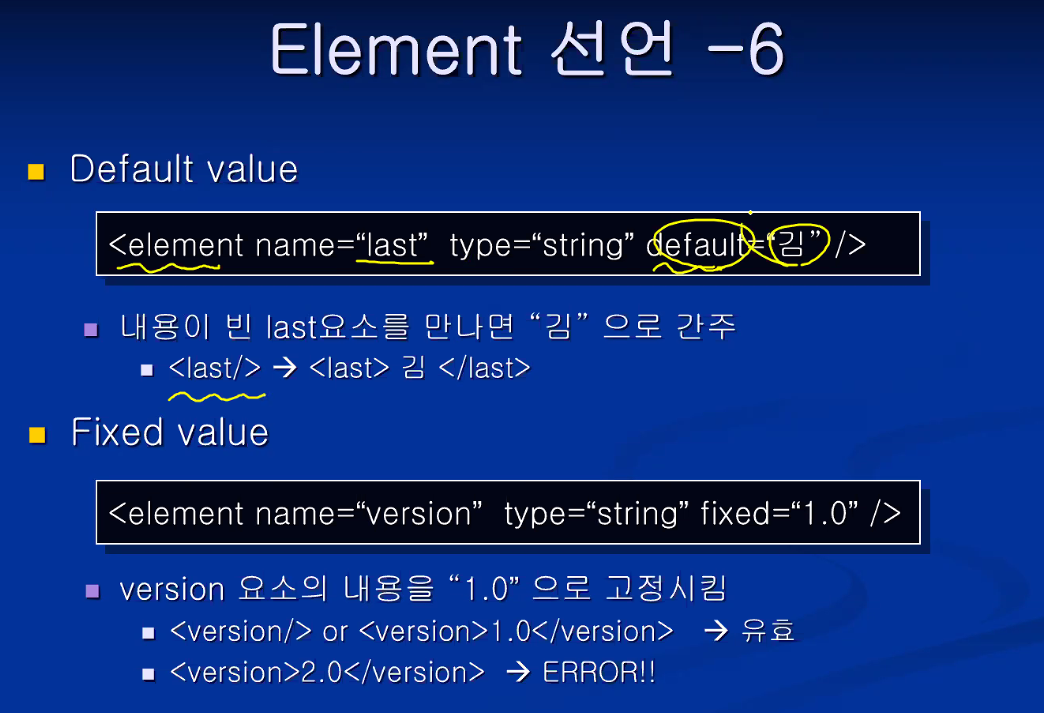 Element 선언 -6
Default value
<element name=“last” type=“string” default=“김” />
내용이 빈 last요소를 만나면 “김” 으로 간주
<last/> → <last> 김 </last>
Fixed value
<element name=“version” type=“string” fixed=“1.0” />
version 요소의 내용을 “1.0” 으로 고정시킴
<version/> or <version>1.0</version> → 유효
<version>2.0</version> → ERROR!!